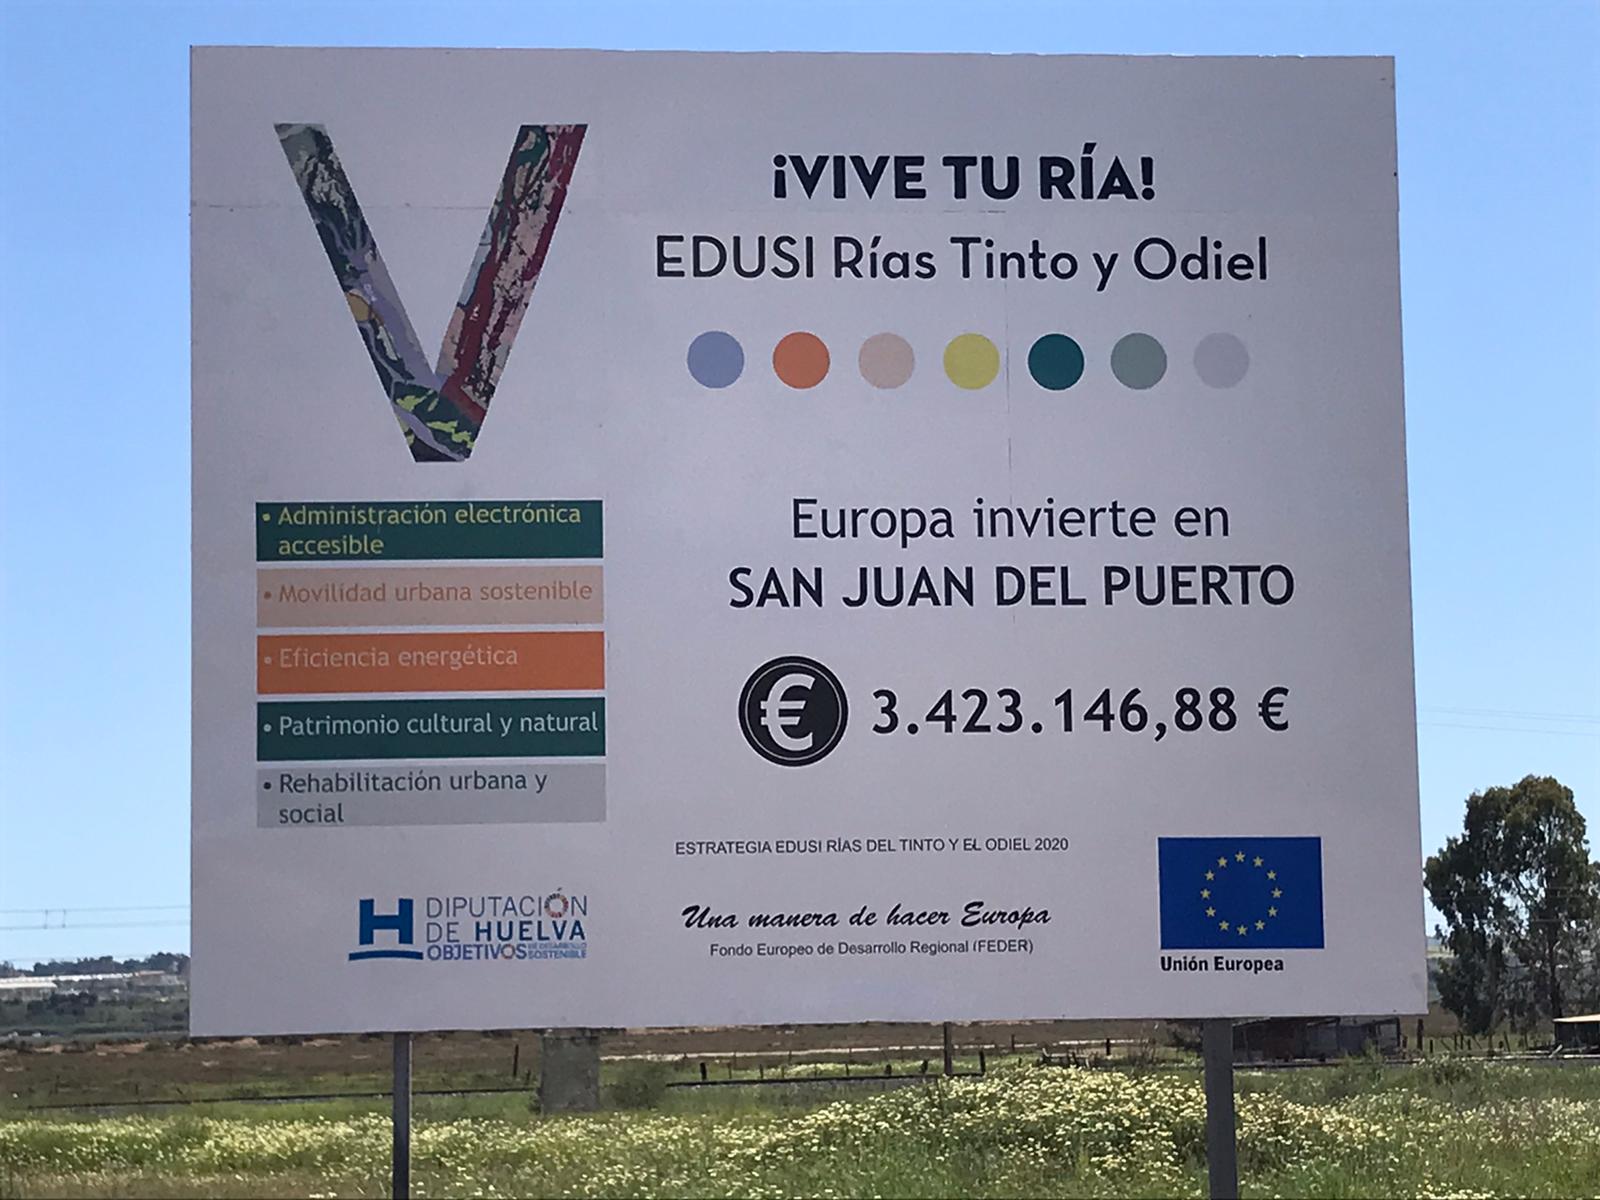 V
¡VIVE TU RÍA!
EDUSI Rías Tinto y Odiel
• Administración electrónica
accesible
• Movilidad urbana sostenible
• Eficiencia energética
• Patrimonio cultural y natural
• Rehabilitación urbana y
social
Europa invierte en
SAN JUAN DEL PUERTO
€ 3.423.146,88 €
ESTRATEGIA EDUSI RÍAS DEL TINTO Y EL ODIEL 2020
H
DIPUTACIÓN
DE HUELVA
OBJETIVOS DE DESARROLLO
SOSTENIBLE
Una manera de hacer Europa
Fondo Europeo de Desarrollo Regional (FEDER)
Unión Europea